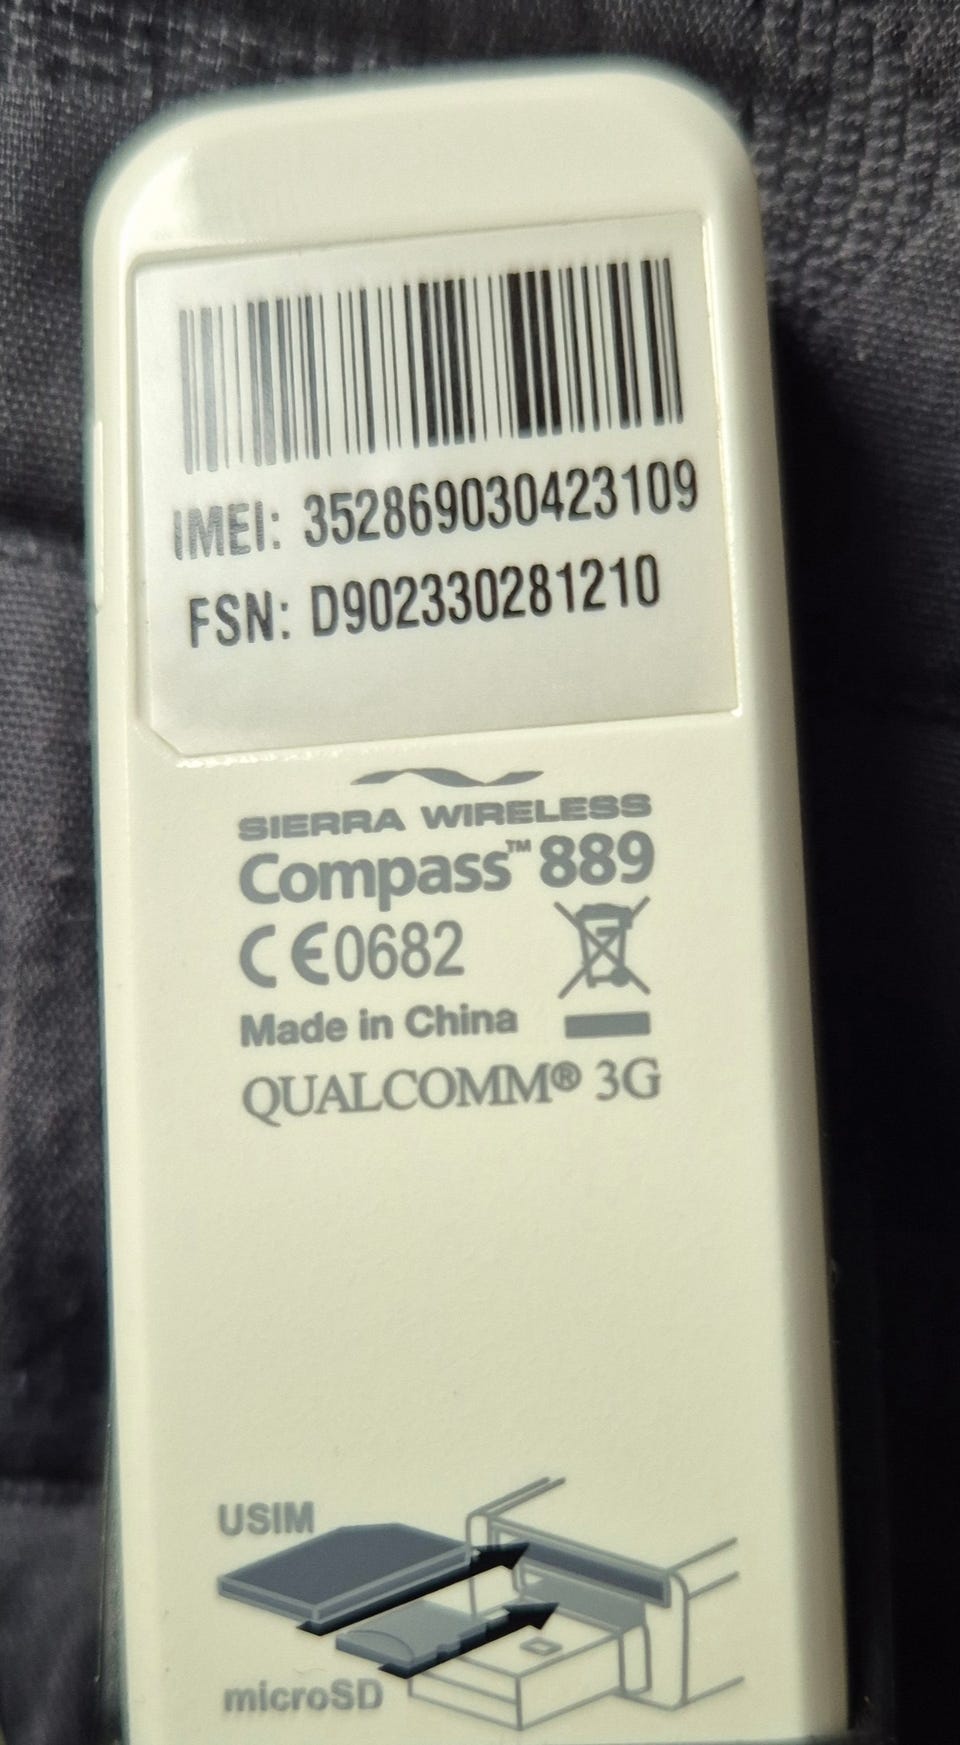 IMEI: 352869030423109
FSN: D902330281210
SIERRA WIRELESS
Compass™ 889
CE0682
Made in China
QUALCOMM® 3G
USIM
microSD